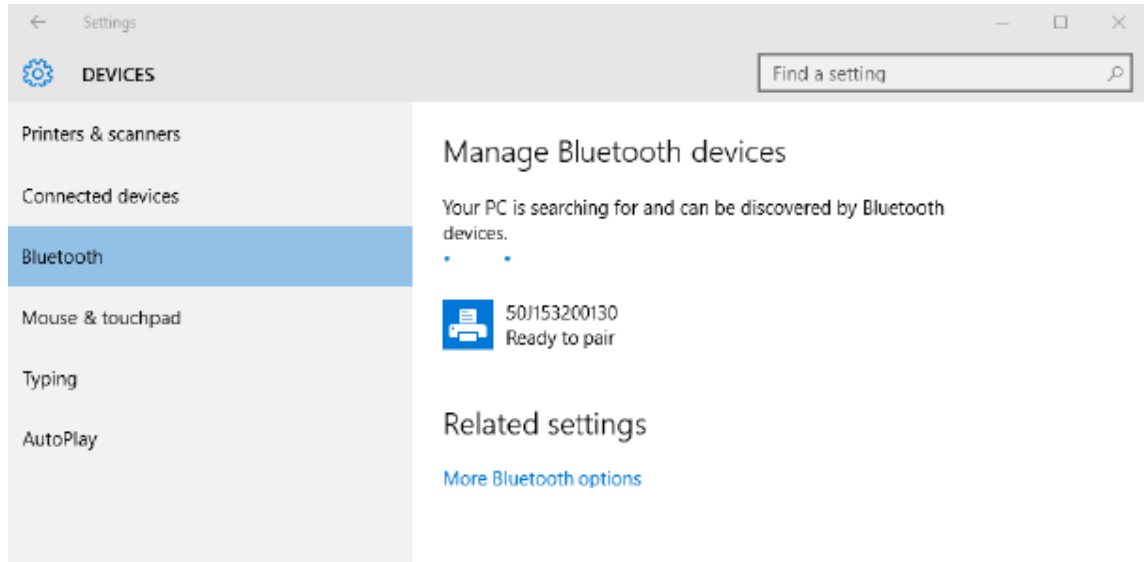 Settings
DEVICES
Find a setting
Printers & scanners
Connected devices
Bluetooth
Mouse & touchpad
Typing
AutoPlay
Manage Bluetooth devices
Your PC is searching for and can be discovered by Bluetooth
devices.
50J153200130
Ready to pair
Related settings
More Bluetooth options